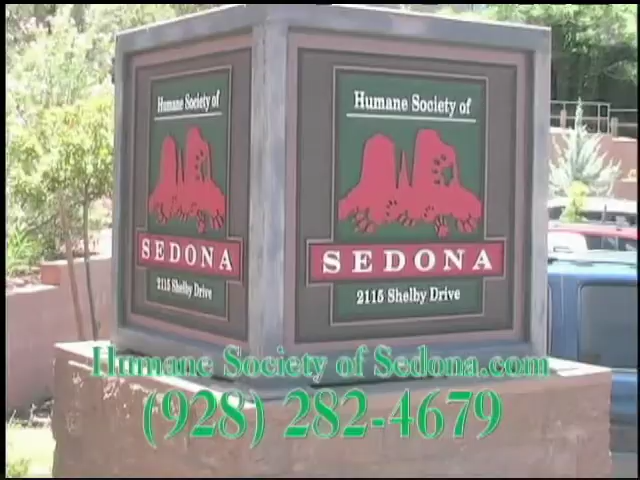 Humane Society of
SEDONA
2115 Shelby Drive
Humane Society of
SEDONA
2115 Shelby Drive
Humane Society of Sedona.com
(928) 282-4679